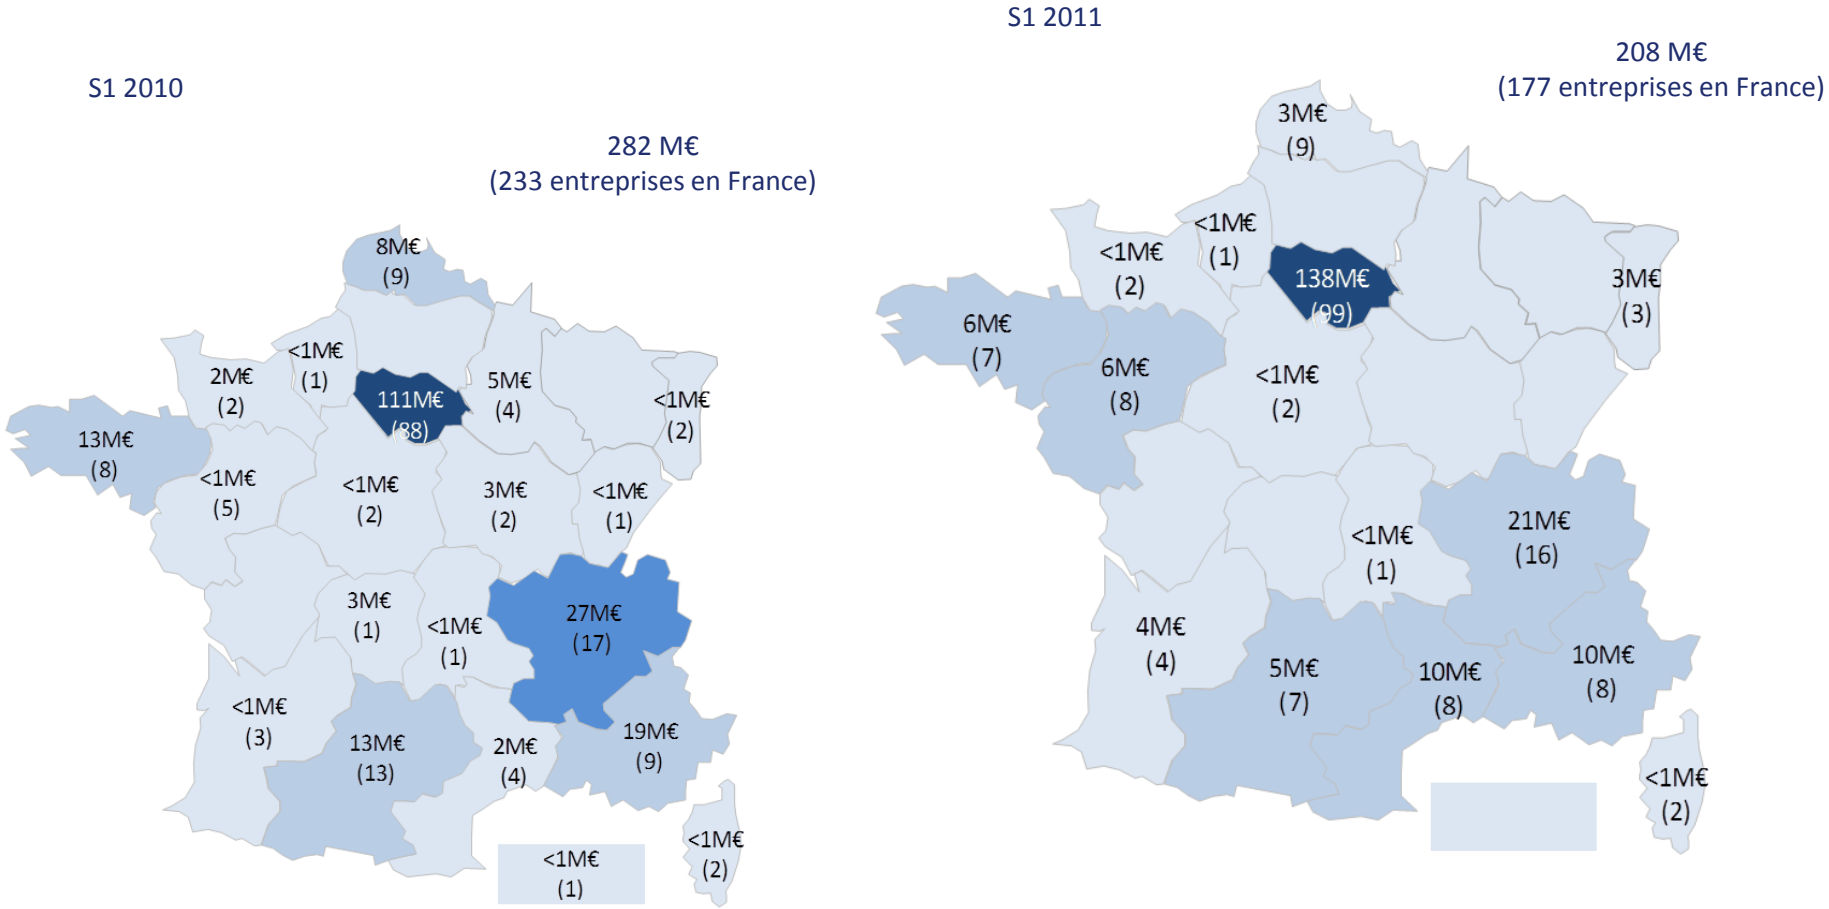 S1 2010
282 M€
(233 entreprises en France)
8M€
(9)
<1M€
(1)
2M€
(2)
111M€
(88)
5M€
(4)
<1M€
(2)
13M€
(8)
<1M€
(5)
<1M€
(2)
3M€
(2)
<1M€
(1)
3M€
(1)
<1M€
(1)
27M€
(17)
<1M€
(3)
13M€
(13)
2M€
(4)
19M€
(9)
<1M€
(2)
<1M€
(1)
S1 2011
208 M€
(177 entreprises en France)
3M€
(9)
<1M€
(1)
<1M€
(2)
138M€
(99)
3M€
(3)
6M€
(7)
6M€
(8)
<1M€
(2)
21M€
(16)
<1M€
(1)
4M€
(4)
5M€
(7)
10M€
(8)
10M€
(8)
<1M€
(2)